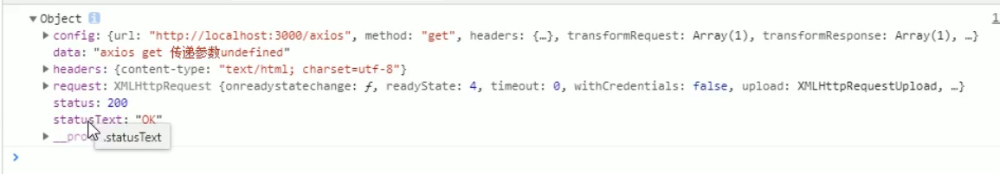 Object i
config: {url: "http://localhost:3000/axios", method: "get", headers: {…}, transformRequest: Array(1), transformResponse: Array(1), …}
data: "axios get 传递参数undefined"
headers: {content-type: "text/html; charset=utf-8"}
request: XMLHttpRequest {onreadystatechange: ƒ, readyState: 4, timeout: 0, withCredentials: false, upload: XMLHttpRequestUpload, …}
status: 200
statusText: "OK"
__pro
.statusText